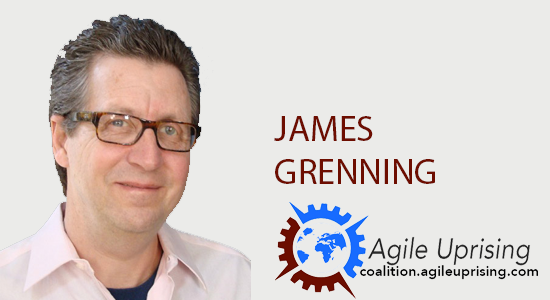 JAMES
GRENNING
Agile Uprising
coalition.agileuprising.com